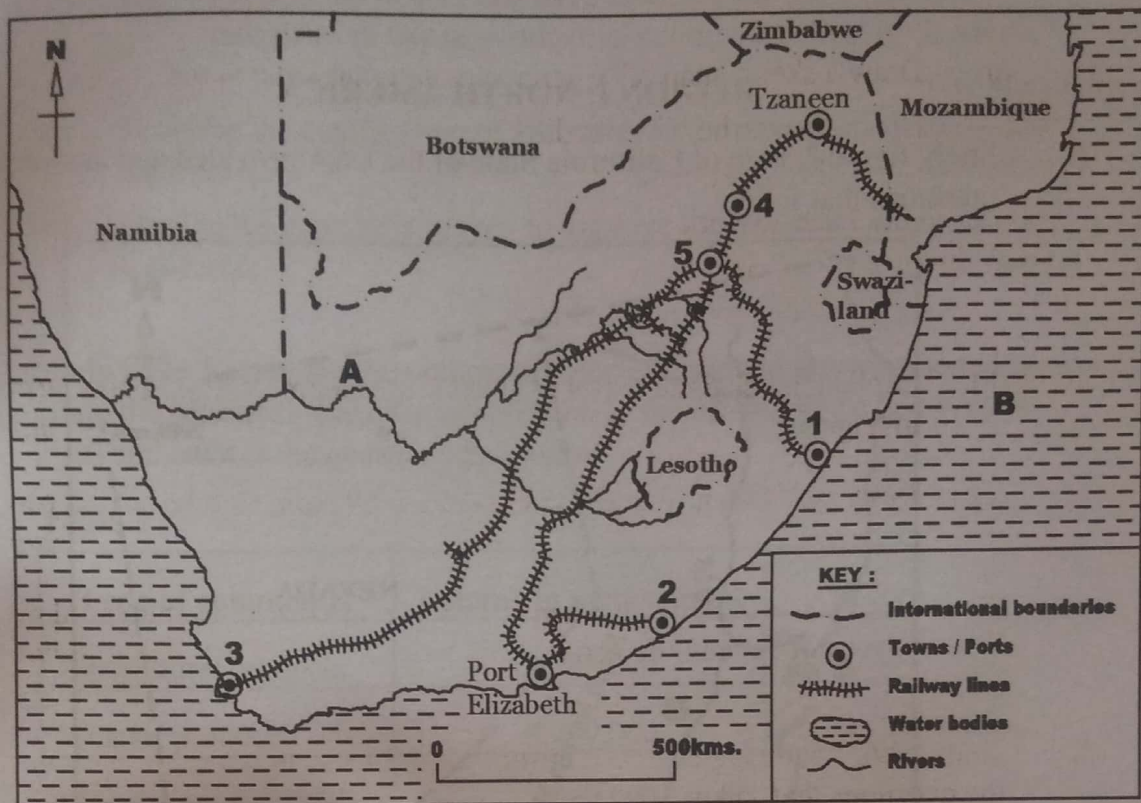 N
Zimbabwe
Tzaneen
Mozambique
Botswana
Namibia
4
5
Swazi-
land
A
B
1
Lesotho
2
3
Port
Elizabeth
0 500kms.
KEY :
International boundaries
Towns / Ports
Railway lines
Water bodies
Rivers